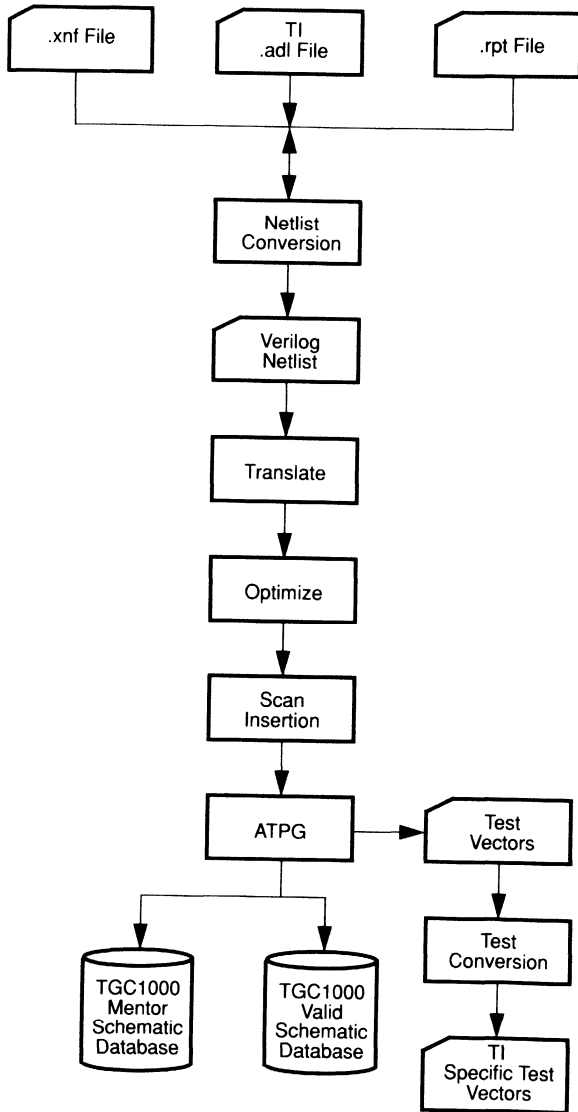 .xnf File
TI
.adl File
.rpt File
Netlist
Conversion
Verilog
Netlist
Translate
Optimize
Scan
Insertion
ATPG
Test
Vectors
Test
Conversion
TGC1000
Mentor
Schematic
Database
TGC1000
Valid
Schematic
Database
TI
Specific Test
Vectors